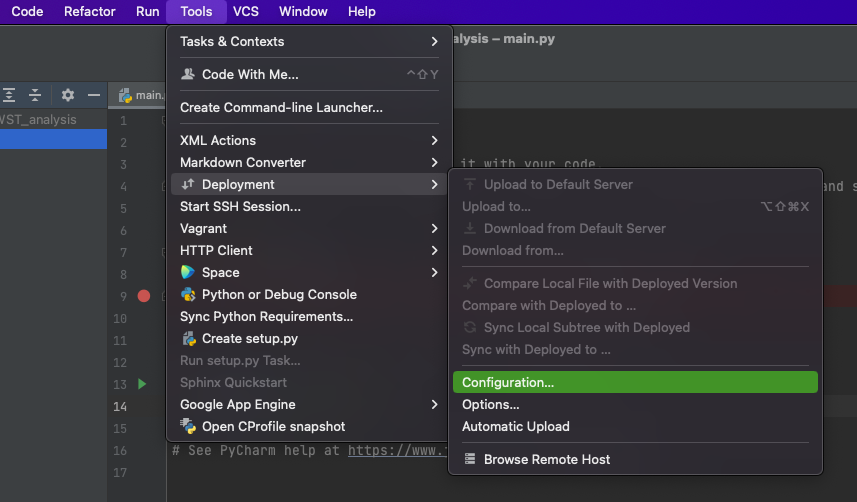 Code Refactor Run Tools VCS Window Help
Tasks & Contexts
alysis – main.py
Code With Me... ^⇧Y
main.
Create Command-line Launcher...
VST_analysis
1
2
3
4
5
6
7
8
9
10
11
12
13
14
15
16
17
XML Actions
Markdown Converter
it with your code.
Deployment
and s
Start SSH Session...
Vagrant
HTTP Client
Space
Python or Debug Console
Sync Python Requirements...
Create setup.py
Run setup.py Task...
Sphinx Quickstart
Google App Engine
Open CProfile snapshot
# See PyCharm help at https://www.
Upload to Default Server
Upload to... ⌥⇧⌘X
Download from Default Server
Download from...
Compare Local File with Deployed Version
Compare with Deployed to ...
Sync Local Subtree with Deployed
Sync with Deployed to ...
Configuration...
Options...
Automatic Upload
Browse Remote Host